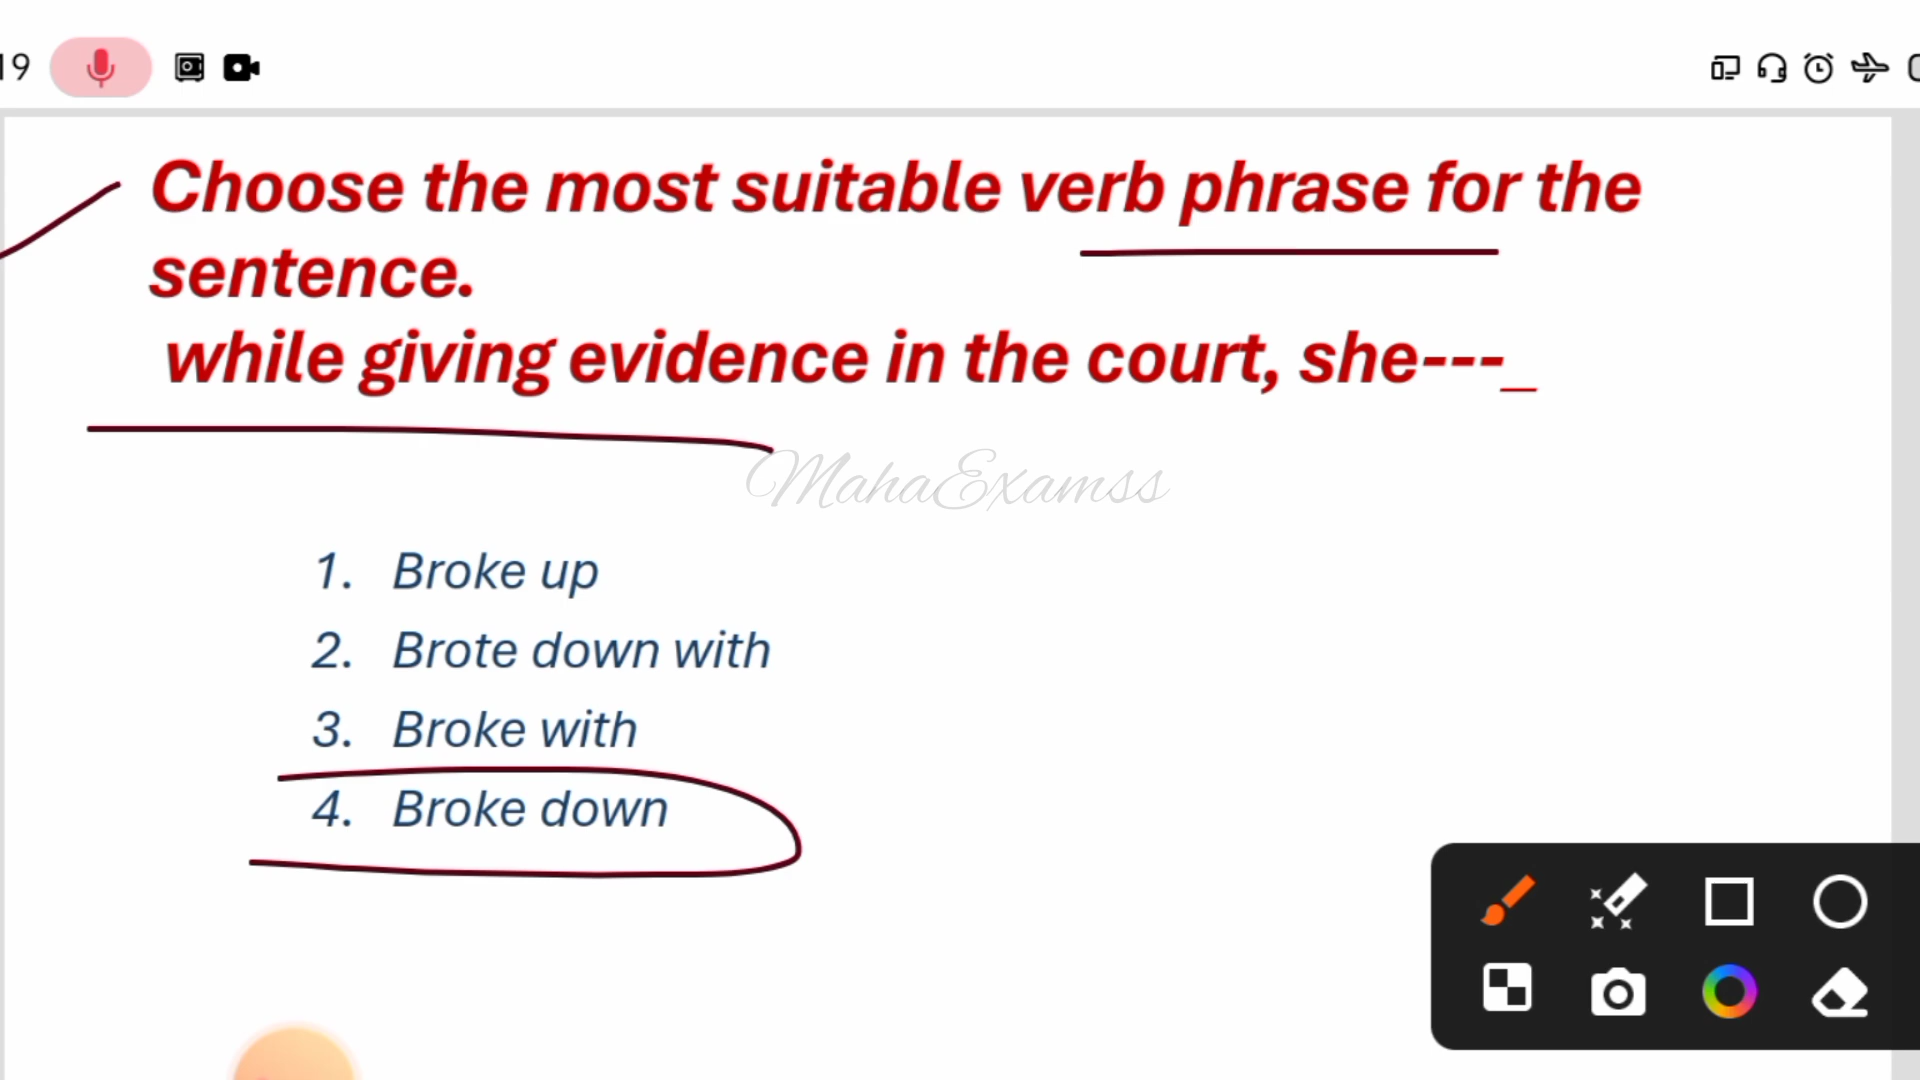 19
Choose the most suitable verb phrase for the
sentence.
while giving evidence in the court, she---_
MahaExamss
1. Broke up
2. Brote down with
3. Broke with
4. Broke down